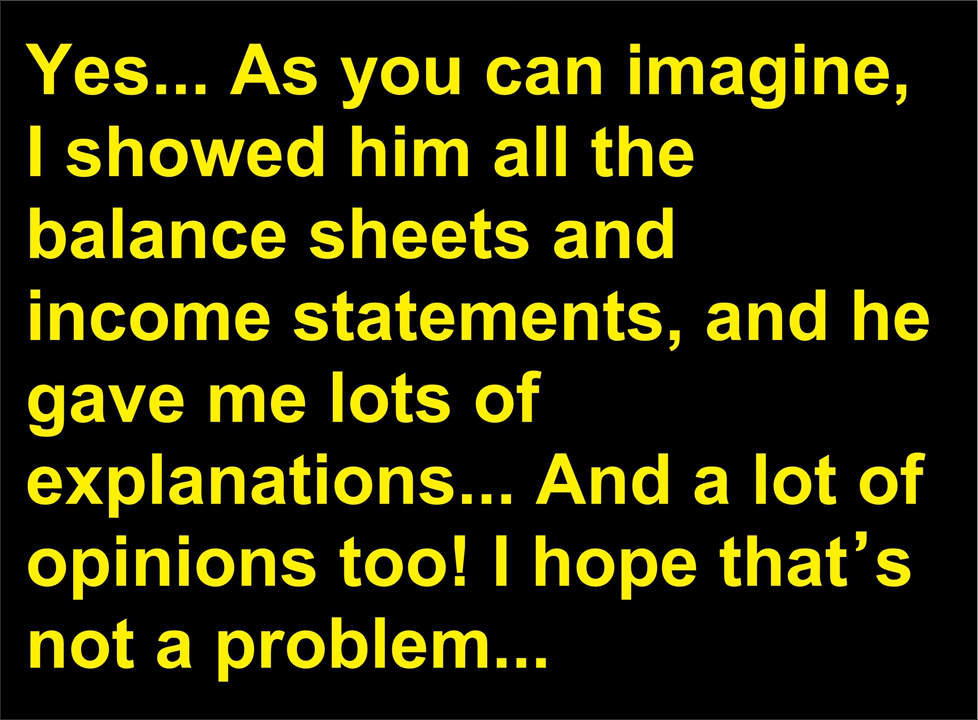 Yes... As you can imagine,
I showed him all the
balance sheets and
income statements, and he
gave me lots of
explanations... And a lot of
opinions too! I hope that’s
not a problem...